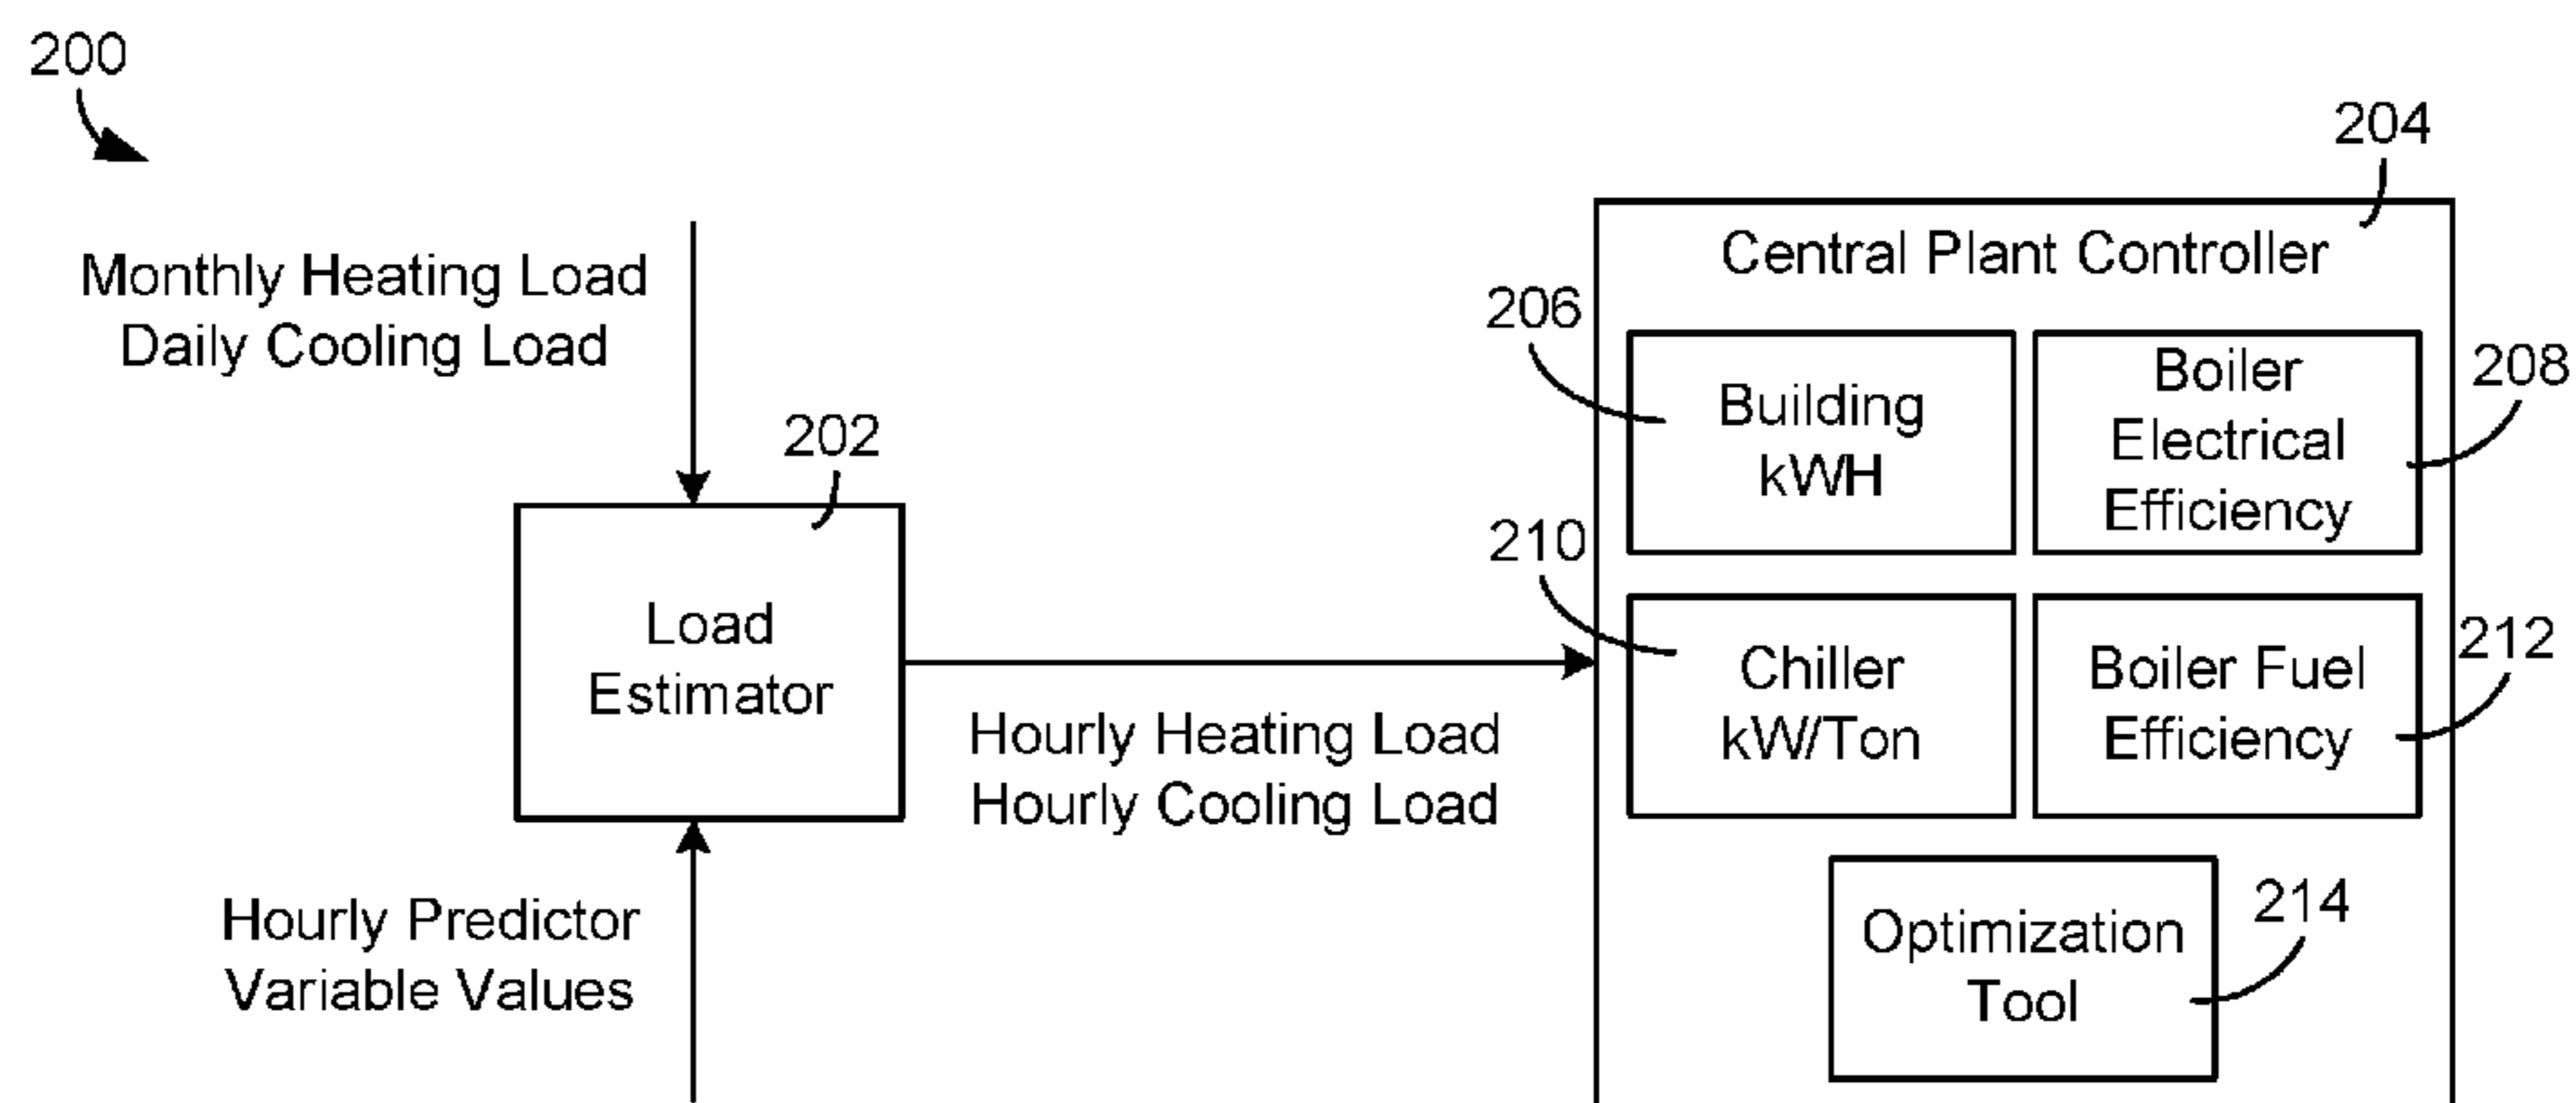 200
204
Central Plant Controller
Monthly Heating Load
Daily Cooling Load
206
Building
kWH
Boiler
Electrical
Efficiency
208
202
Load
Estimator
210
Chiller
kW/Ton
Boiler Fuel
Efficiency
212
Hourly Heating Load
Hourly Cooling Load
Hourly Predictor
Variable Values
Optimization
Tool
214